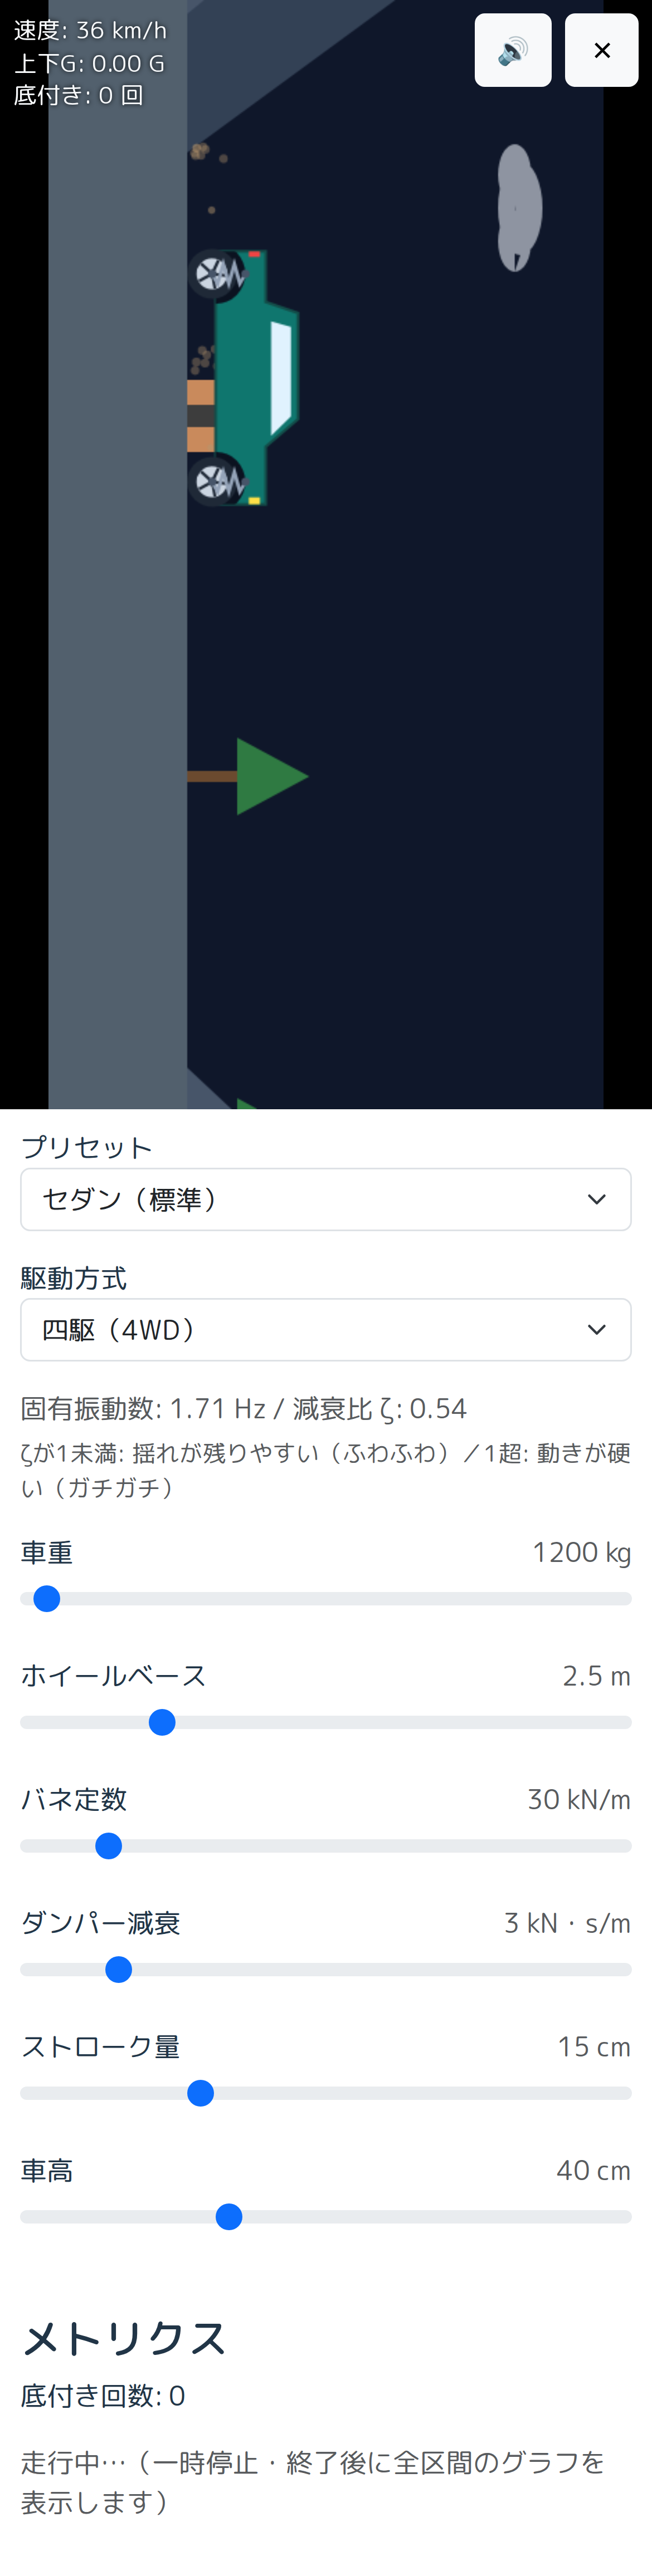 速度: 36 km/h
上下G: 0.00 G
底付き: 0 回
プリセット
セダン（標準）
駆動方式
四駆（4WD）
固有振動数: 1.71 Hz / 減衰比 ζ: 0.54
ζが1未満: 揺れが残りやすい（ふわふわ）／1超: 動きが硬
い（ガチガチ）
車重 1200 kg
ホイールベース 2.5 m
バネ定数 30 kN/m
ダンパー減衰 3 kN・s/m
ストローク量 15 cm
車高 40 cm
メトリクス
底付き回数: 0
走行中…（一時停止・終了後に全区間のグラフを
表示します）